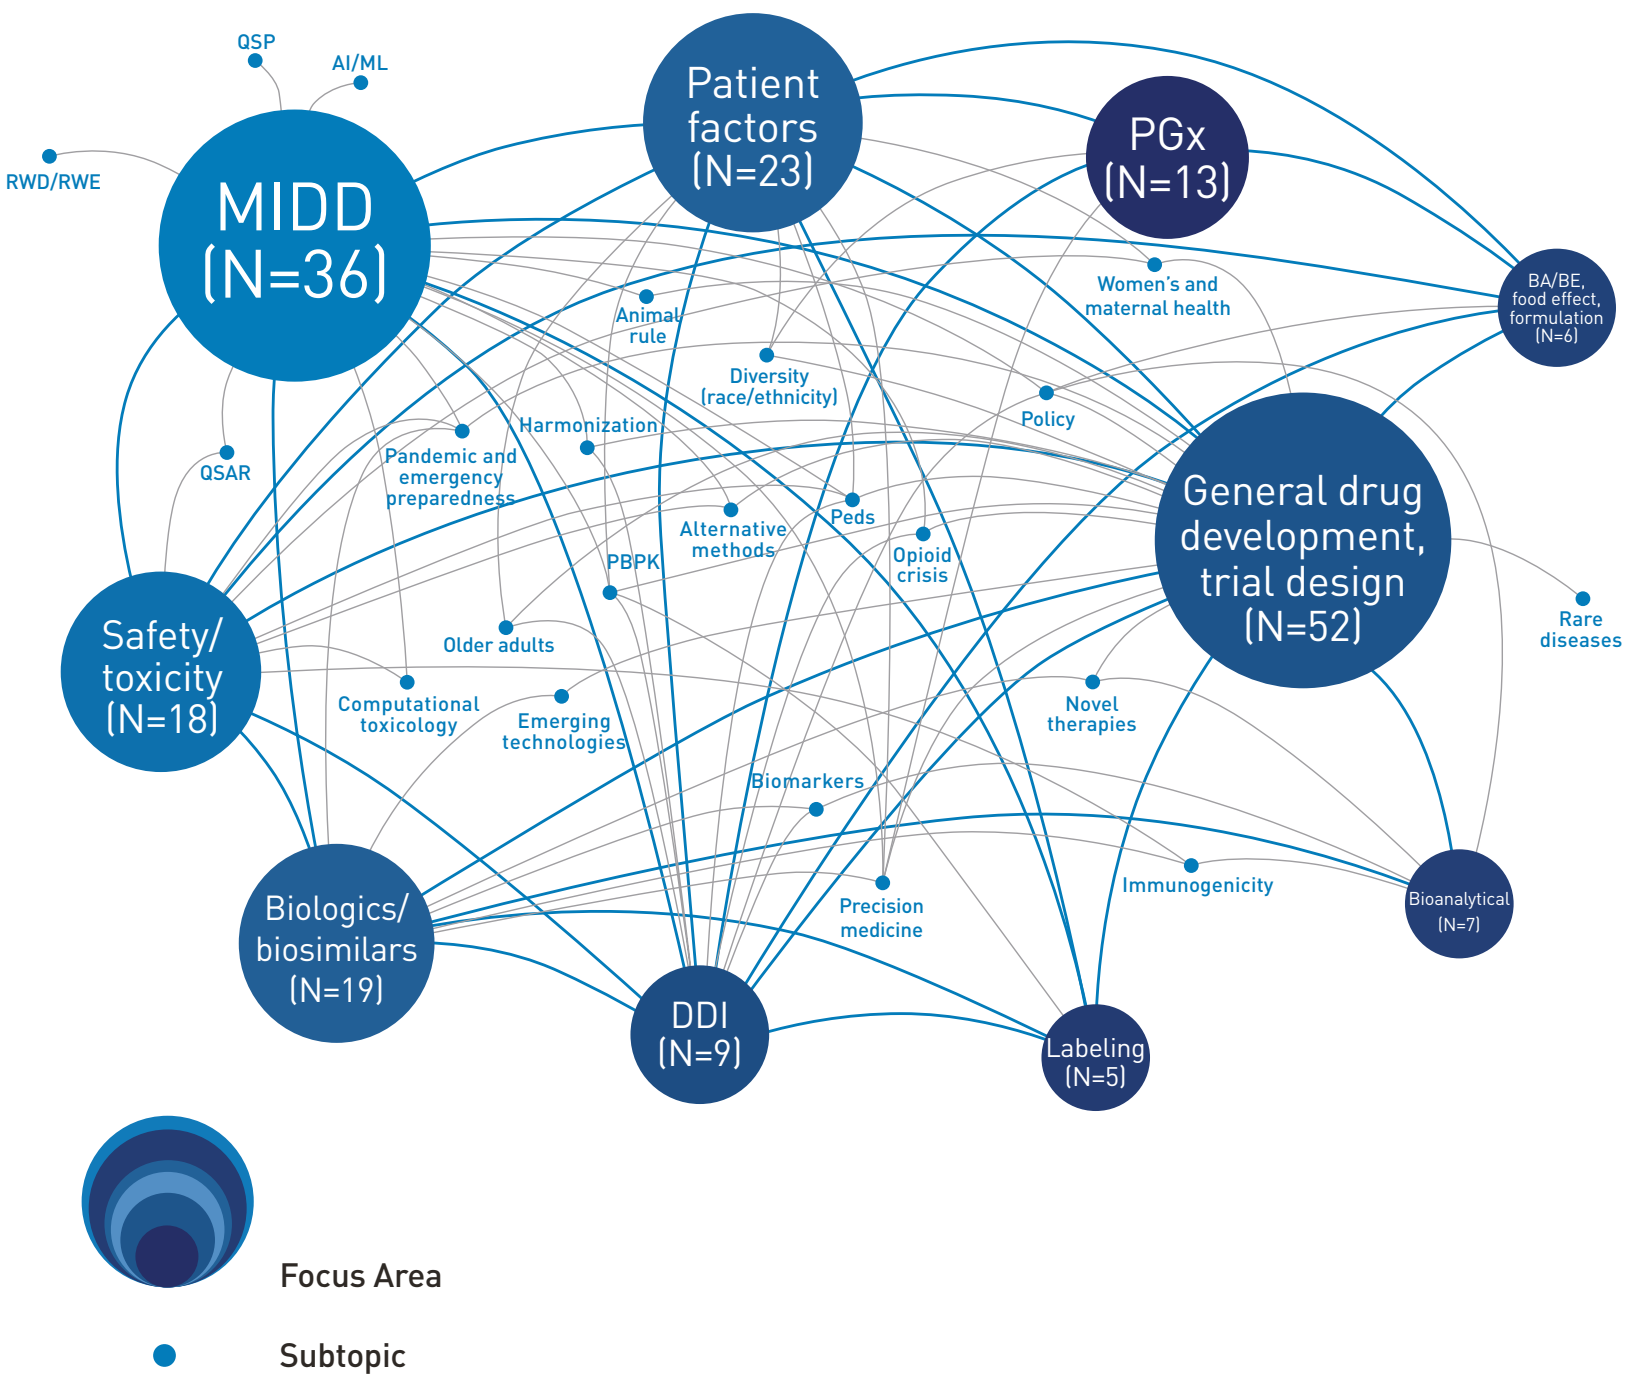 QSP
AI/ML
RWD/RWE
MIDD
(N=36)
Patient
factors
(N=23)
PGx
(N=13)
BA/BE,
food effect,
formulation
(N=6)
Women's and
maternal health
Animal
rule
Diversity
(race/ethnicity)
Policy
Harmonization
Pandemic and
emergency
preparedness
QSAR
Alternative
methods
Peds
Opioid
crisis
PBPK
General drug
development,
trial design
(N=52)
Rare
diseases
Safety/
toxicity
(N=18)
Older adults
Computational
toxicology
Emerging
technologies
Novel
therapies
Biomarkers
Precision
medicine
Immunogenicity
Bioanalytical
(N=7)
Biologics/
biosimilars
(N=19)
DDI
(N=9)
Labeling
(N=5)
Focus Area
Subtopic